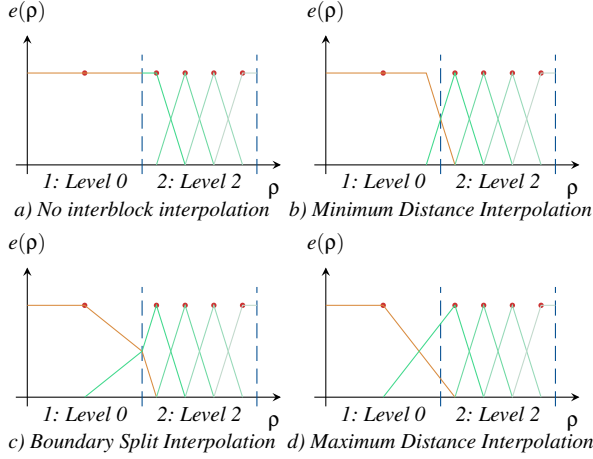 e(ρ) e(ρ)
1: Level 0 2: Level 2 ρ 1: Level 0 2: Level 2 ρ
a) No interblock interpolation b) Minimum Distance Interpolation
e(ρ) e(ρ)
1: Level 0 2: Level 2 ρ 1: Level 0 2: Level 2 ρ
c) Boundary Split Interpolation d) Maximum Distance Interpolation